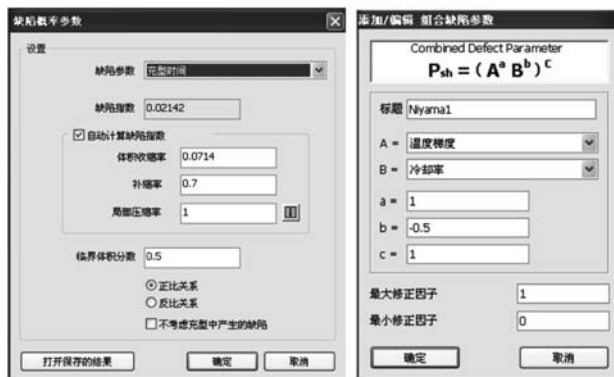 缺陷概率参数
设置
缺陷参数 充型时间
缺陷指数 0.02142
自动计算缺陷指数
体积收缩率 0.0714
补缩率 0.7
局部压缩率 1
临界体积分数 0.5
正比关系
反比关系
不考虑充型中产生的缺陷
打开保存的结果 确定 取消
添加/编辑 组合缺陷参数
Combined Defect Parameter
Psh = ( A^a B^b )^c
标题 Niyama1
A = 温度梯度
B = 冷却率
a = 1
b = -0.5
c = 1
最大修正因子 1
最小修正因子 0
确定 取消